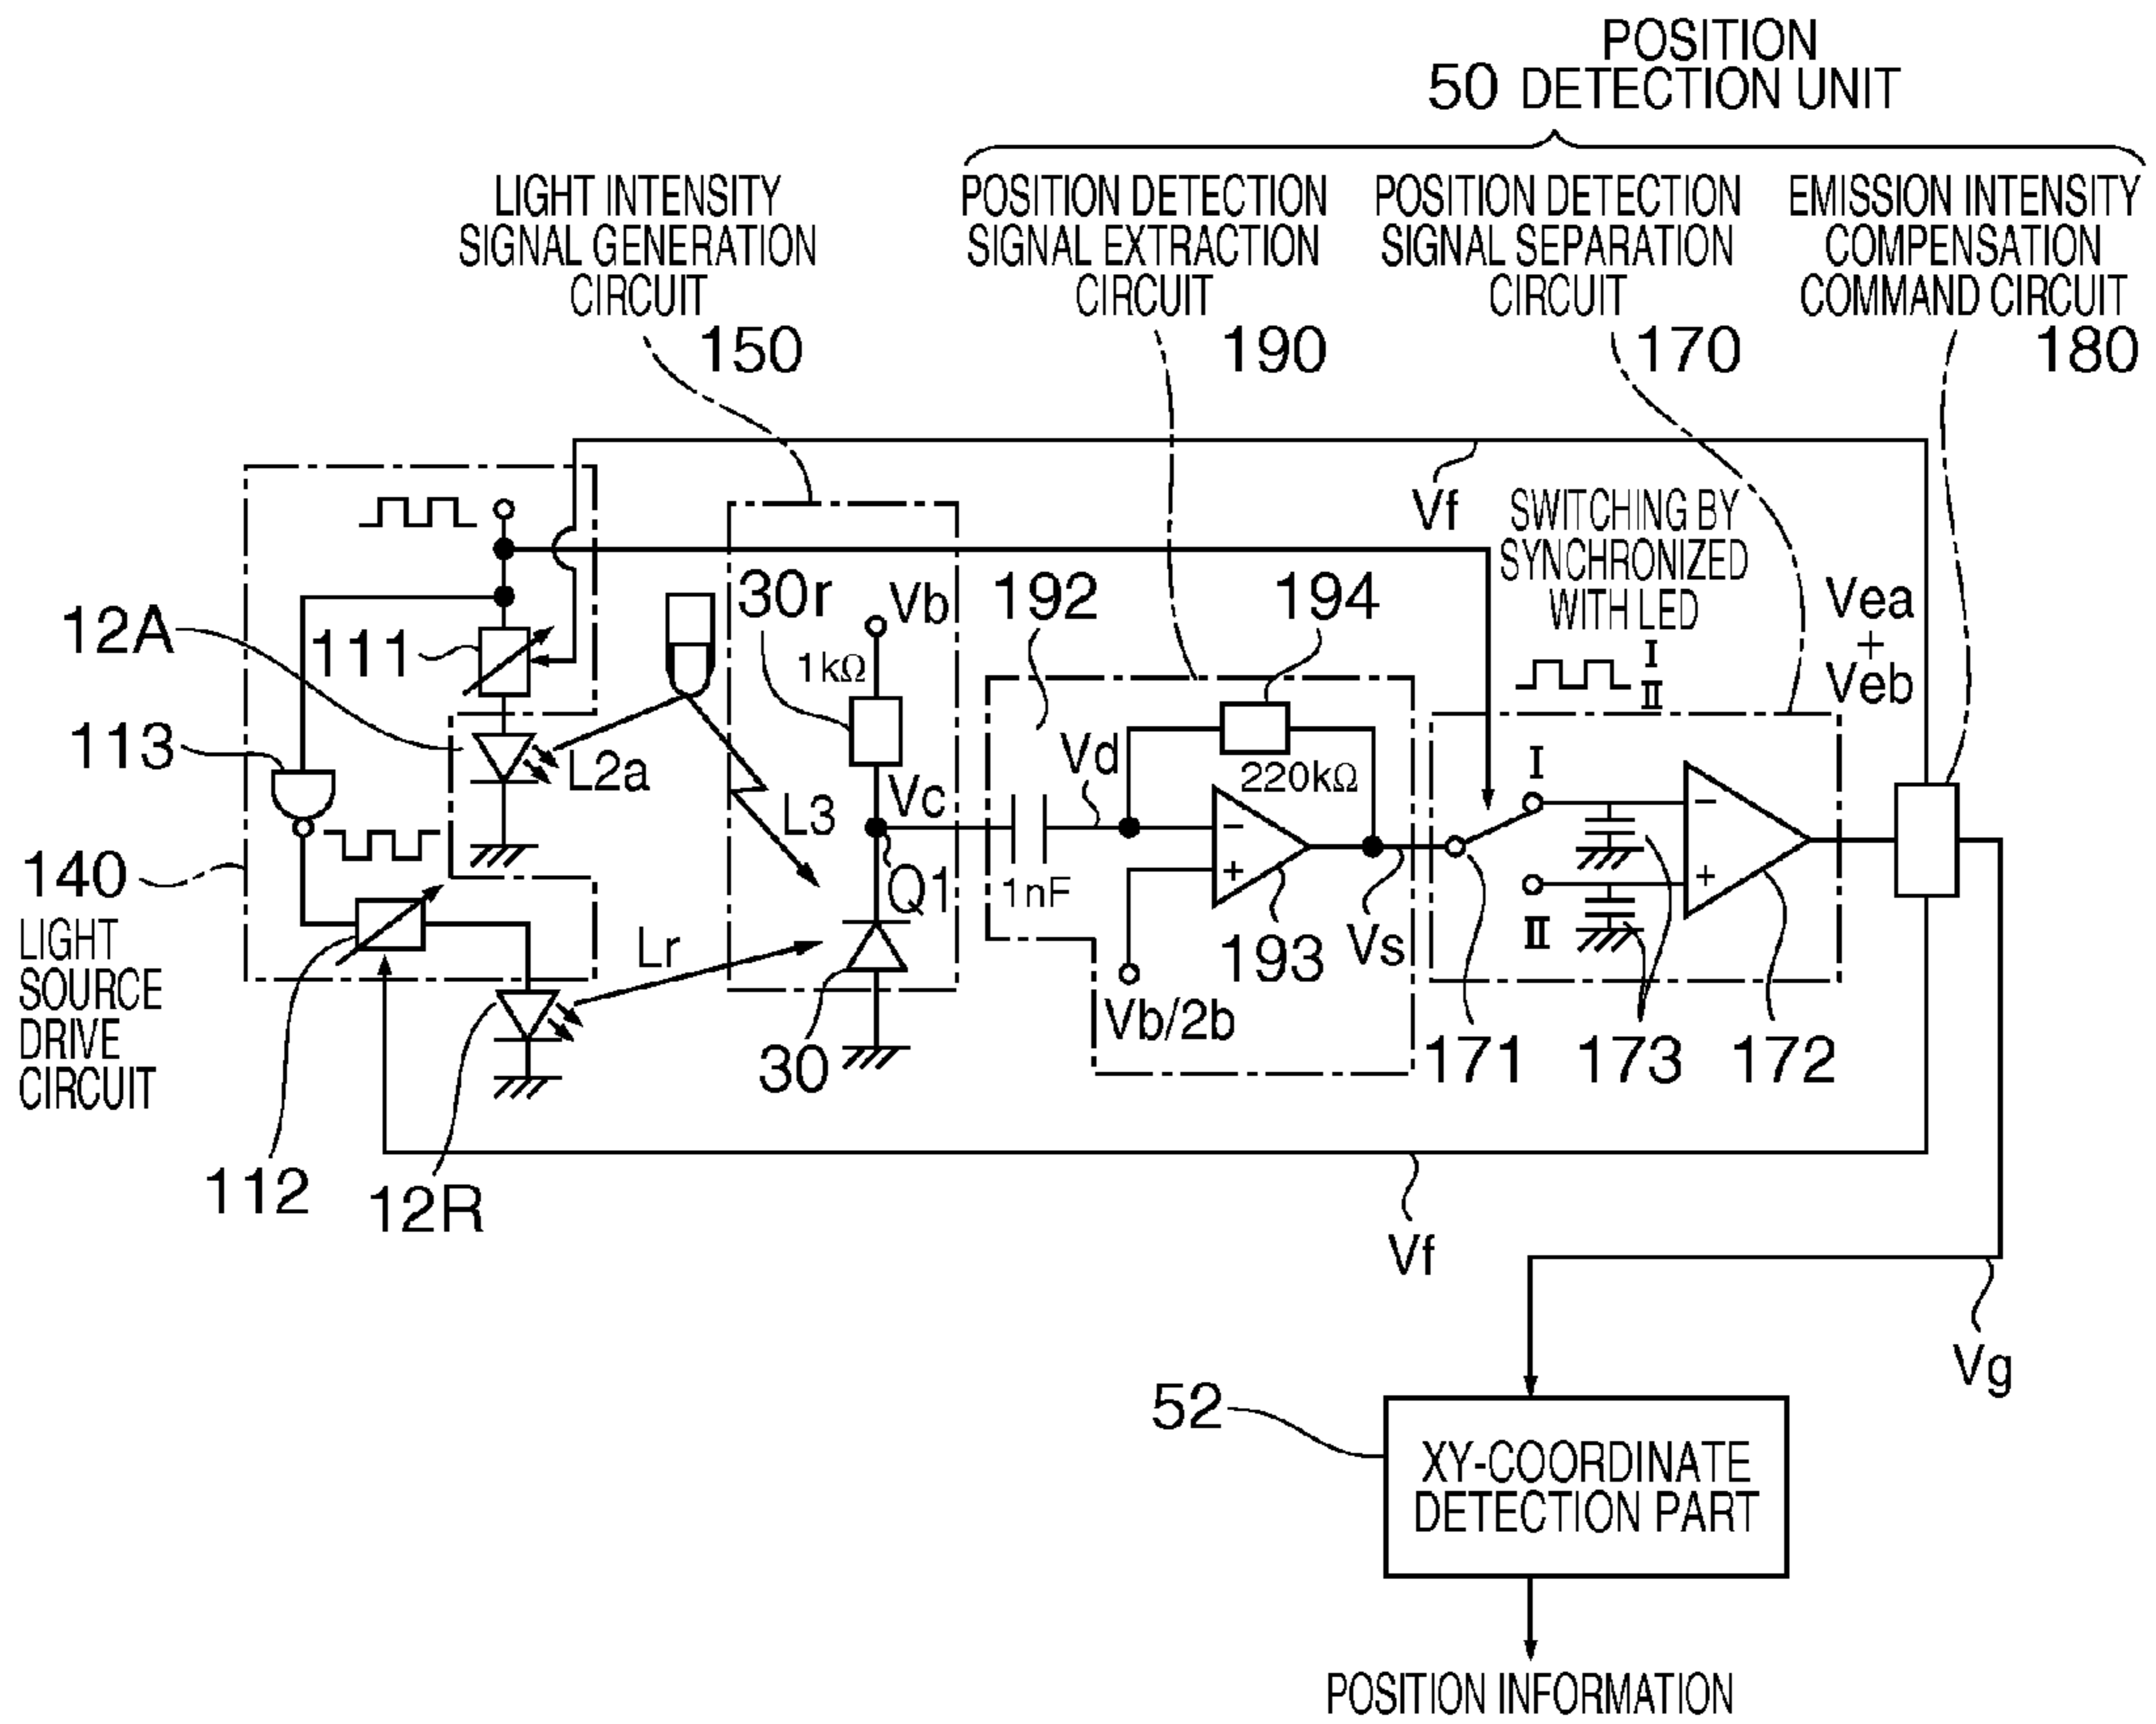 POSITION
50 DETECTION UNIT
LIGHT INTENSITY
SIGNAL GENERATION
CIRCUIT
150
POSITION DETECTION
SIGNAL EXTRACTION
CIRCUIT
190
POSITION DETECTION
SIGNAL SEPARATION
CIRCUIT
170
EMISSION INTENSITY
COMPENSATION
COMMAND CIRCUIT
180
Vf
SWITCHING BY
SYNCHRONIZED
WITH LED
I
II
Vea
+
Veb
12A
111
30r
Vb
1kΩ
192
194
113
L2a
L3
Vc
Vd
220kΩ
I
140
LIGHT
SOURCE
DRIVE
CIRCUIT
Q1
1nF
−
+
193
Vs
−
+
II
Lr
Vb/2b
30
171
173
172
112
12R
Vf
Vg
52
XY-COORDINATE
DETECTION PART
POSITION INFORMATION